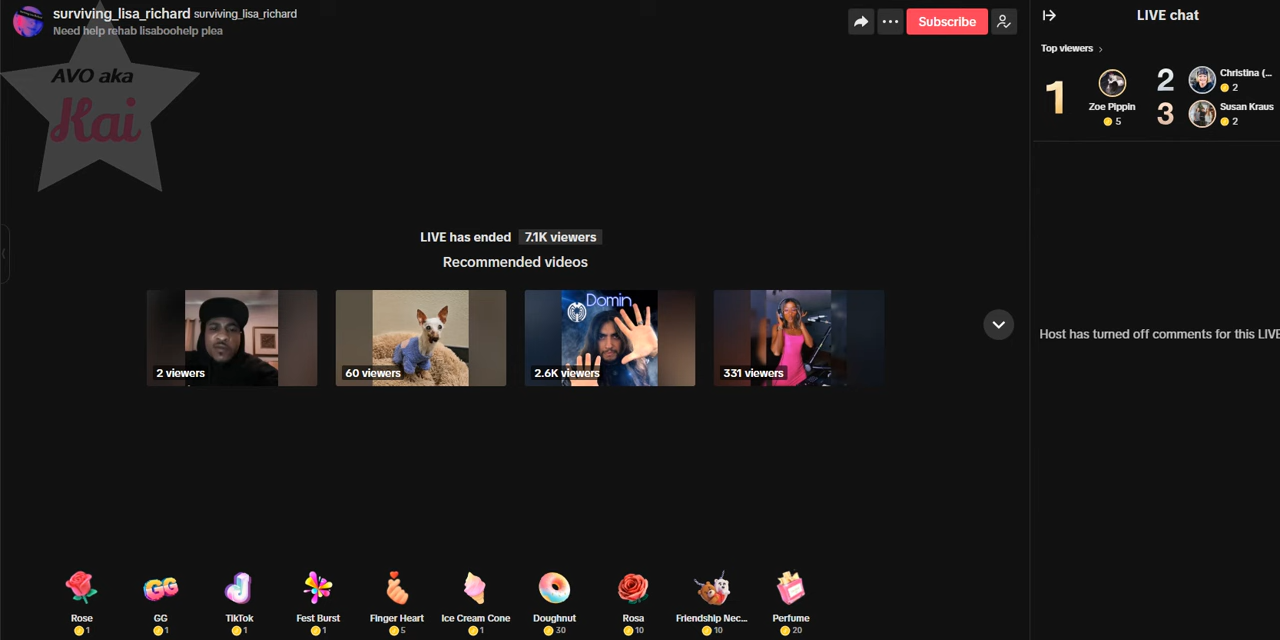 surviving_lisa_richard surviving_lisa_richard
Need help rehab lisaboohelp plea
AVO aka
Kai
Subscribe
LIVE has ended 7.1K viewers
Recommended videos
2 viewers
60 viewers
Domin
2.6K viewers
331 viewers
Rose
1
GG
1
TikTok
1
Fest Burst
1
Finger Heart
5
Ice Cream Cone
1
Doughnut
30
Rosa
10
Friendship Nec...
10
Perfume
20
LIVE chat
Top viewers
1
Zoe Pippin
5
2
Christina (...
2
3
Susan Kraus
2
Host has turned off comments for this LIVE